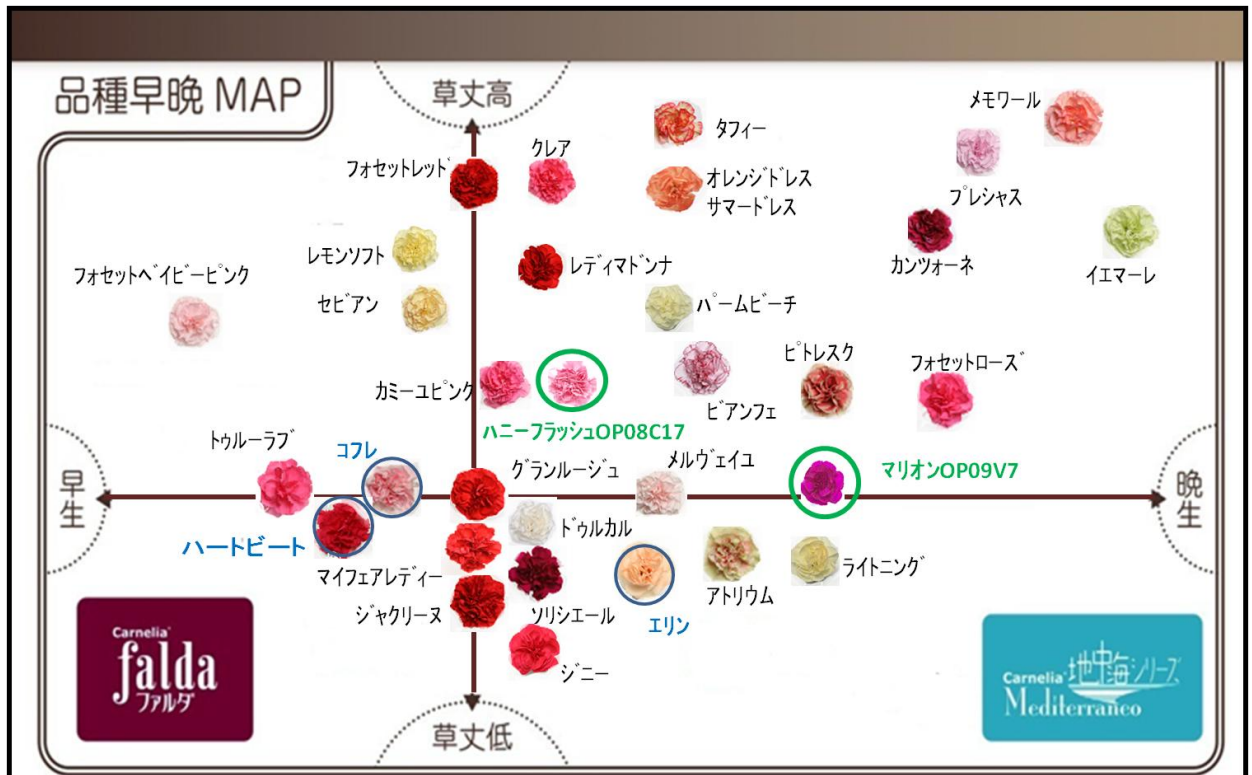 品種早晩 MAP
草丈高
メモワール
タフィー
クレア
フォセットレッド
オレンジドレス
サマードレス
プレシャス
レモンソフト
レディマドンナ
カンツォーネ
イエマーレ
フォセットベイビーピンク
セビアン
パームビーチ
ピトレスク
フォセットローズ
カミーユピンク
ビアンフェ
ハニーフラッシュOP08C17
トゥルーラブ
コフレ
グランルージュ
メルヴェイユ
マリオンOP09V7
早生
晩生
ハートビート
ドゥルカル
マイフェアレディー
アトリウム
ライトニング
ジャクリーヌ
ソリシエール
エリン
ジニー
Carnelia
falda
ファルダ
草丈低
Carnelia 地中海シリーズ
Mediterraneo